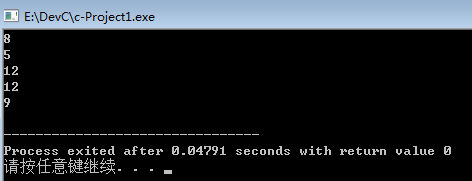 E:\DevC\c-Project1.exe
8
5
12
12
9
--------------------------------
Process exited after 0.04791 seconds with return value 0
请按任意键继续. . .